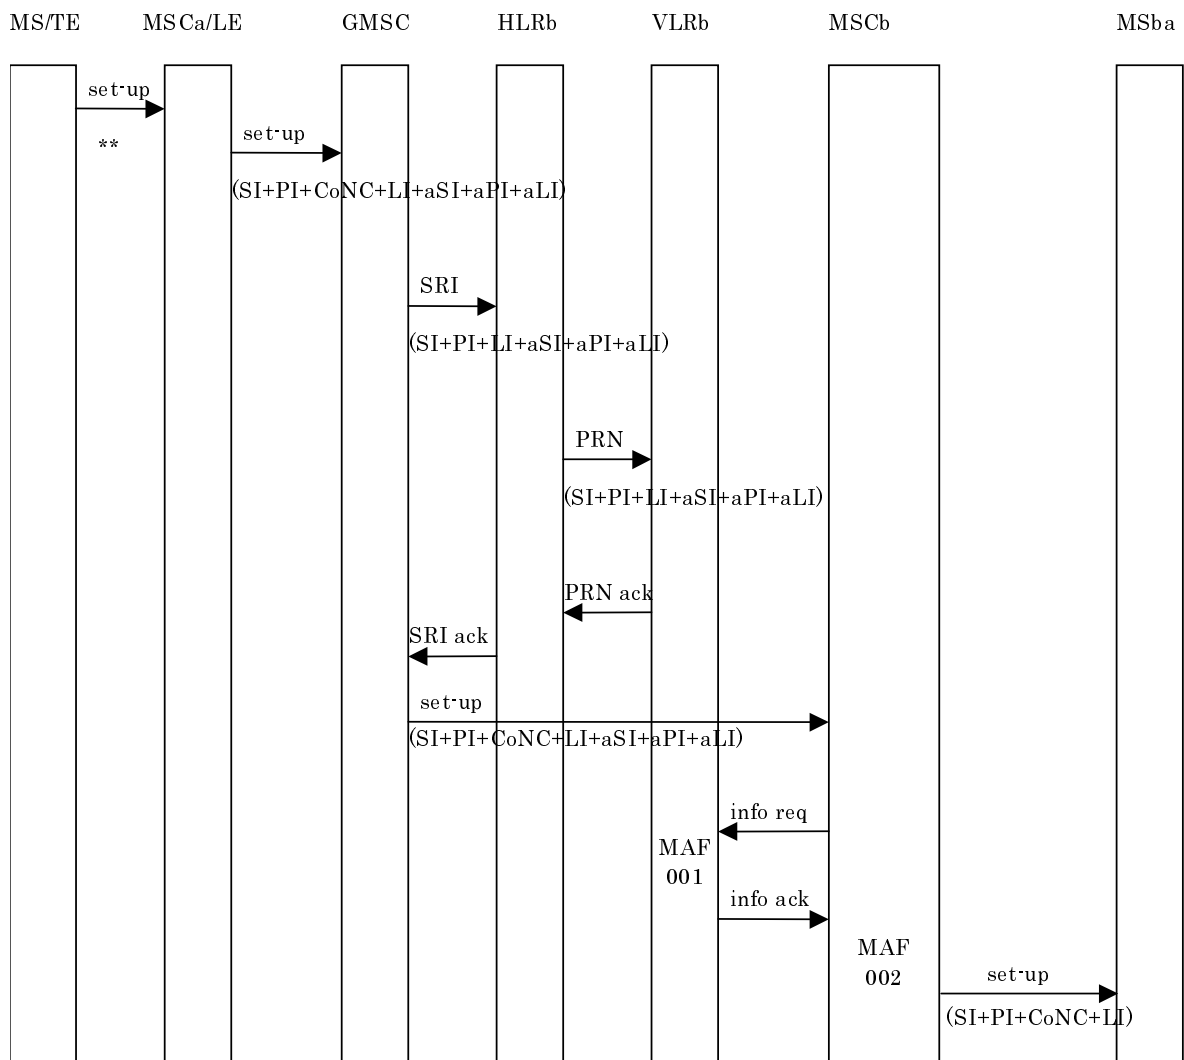 MS/TE MSCa/LE GMSC HLRb VLRb MSCb MSba
set-up
**
set-up
(SI+PI+CoNC+LI+aSI+aPI+aLI)
SRI
(SI+PI+LI+aSI+aPI+aLI)
PRN
(SI+PI+LI+aSI+aPI+aLI)
PRN ack
SRI ack
set-up
(SI+PI+CoNC+LI+aSI+aPI+aLI)
info req
MAF
001
info ack
MAF
002
set-up
(SI+PI+CoNC+LI)